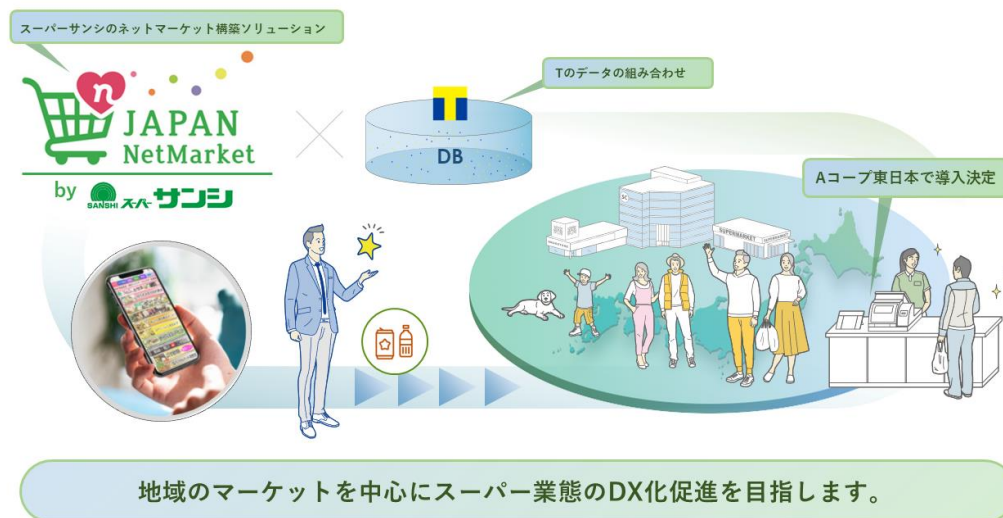 スーパーサンシのネットマーケット構築ソリューション
n
JAPAN
NetMarket
by SANSHI スーパーサンシ
T
Tのデータの組み合わせ
DB
SC
SUPERMARKET
Aコープ東日本で導入決定
地域のマーケットを中心にスーパー業態のDX化促進を目指します。